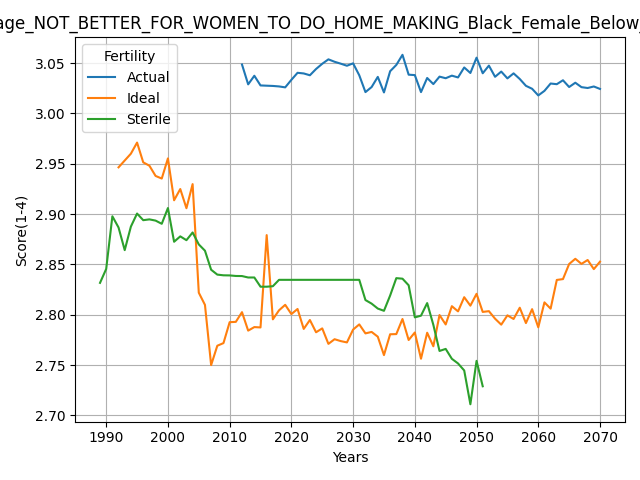 age_NOT_BETTER_FOR_WOMEN_TO_DO_HOME_MAKING_Black_Female_Below_
Fertility
Actual
Ideal
Sterile
Score(1-4)
3.05
3.00
2.95
2.90
2.85
2.80
2.75
2.70
1990 2000 2010 2020 2030 2040 2050 2060 2070
Years